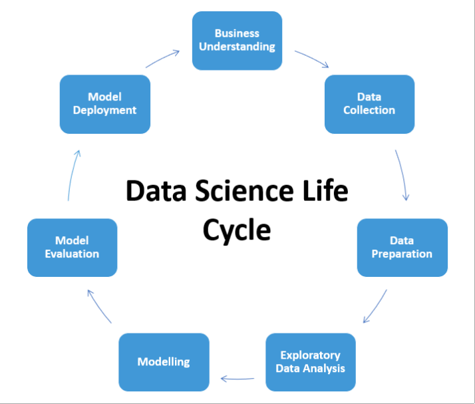 Business
Understanding
Data
Collection
Data
Preparation
Exploratory
Data Analysis
Modelling
Model
Evaluation
Model
Deployment
Data Science Life
Cycle